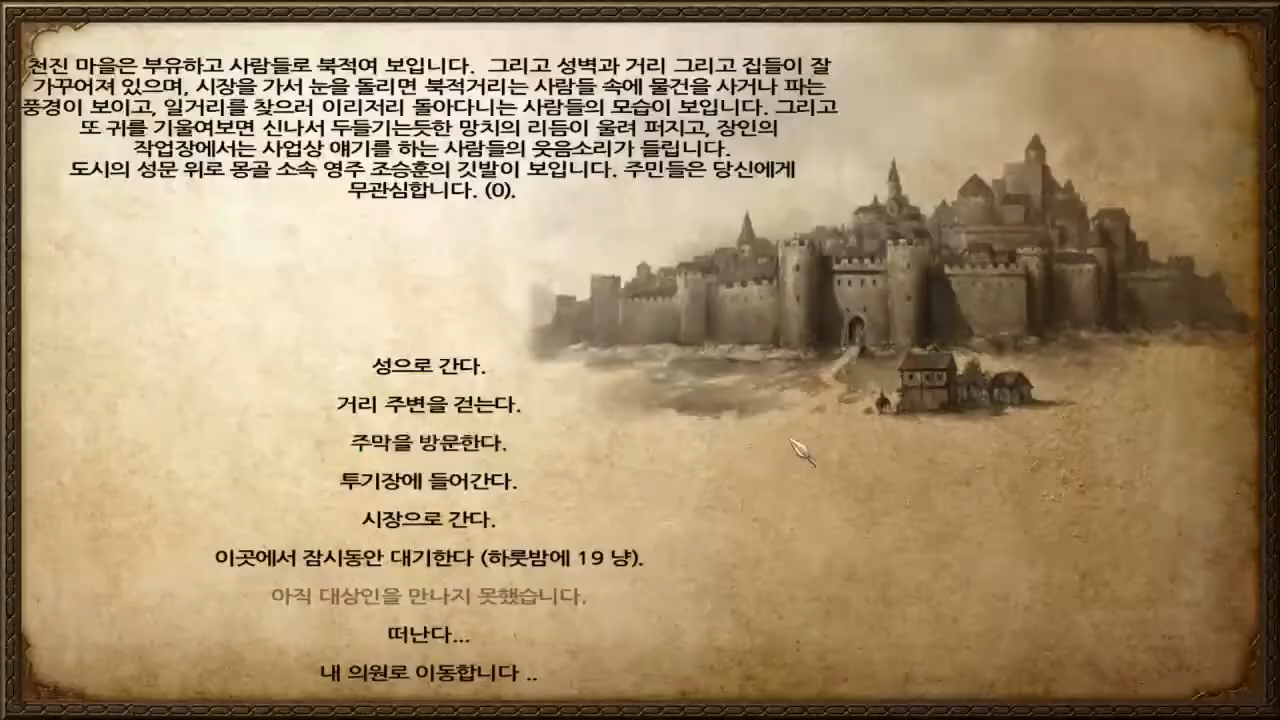 천진 마을은 부유하고 사람들로 북적여 보입니다. 그리고 성벽과 거리 그리고 집들이 잘
가꾸어져 있으며, 시장을 가서 눈을 돌리면 북적거리는 사람들 속에 물건을 사거나 파는
풍경이 보이고, 일거리를 찾으러 이리저리 돌아다니는 사람들의 모습이 보입니다. 그리고
또 귀를 기울여보면 신나서 두들기는듯한 망치의 리듬이 울려 퍼지고, 장인의
작업장에서는 사업상 얘기를 하는 사람들의 웃음소리가 들립니다.
도시의 성문 위로 몽골 소속 영주 조승훈의 깃발이 보입니다. 주민들은 당신에게
무관심합니다. (0).
성으로 간다.
거리 주변을 걷는다.
주막을 방문한다.
투기장에 들어간다.
시장으로 간다.
이곳에서 잠시동안 대기한다 (하룻밤에 19 냥).
아직 대상인을 만나지 못했습니다.
떠난다...
내 의원로 이동합니다 ..